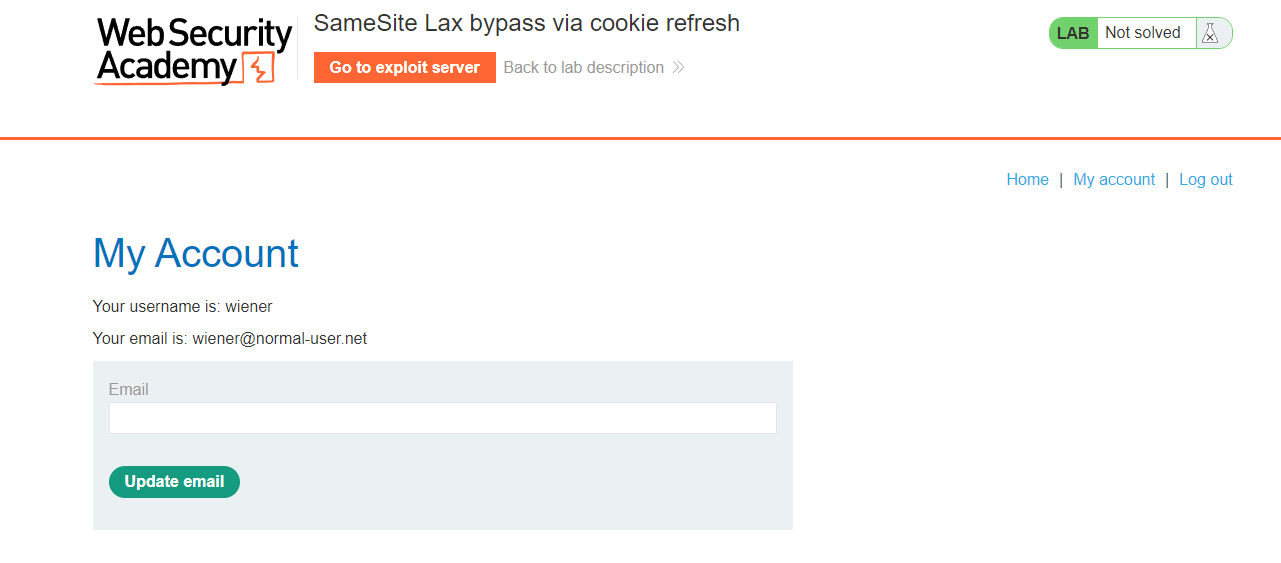 Web Security
Academy
SameSite Lax bypass via cookie refresh
Go to exploit server
Back to lab description
LAB Not solved
Home | My account | Log out
My Account
Your username is: wiener
Your email is: wiener@normal-user.net
Email
Update email